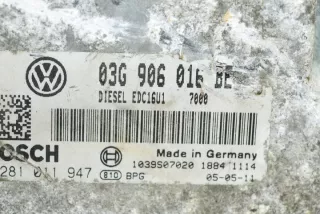 03G 906 016 BE
DIESEL EDC16U1 7000
Made in Germany
BOSCH 1039S07020 1884 1114
281 011 947 810 BPG 05-05-11